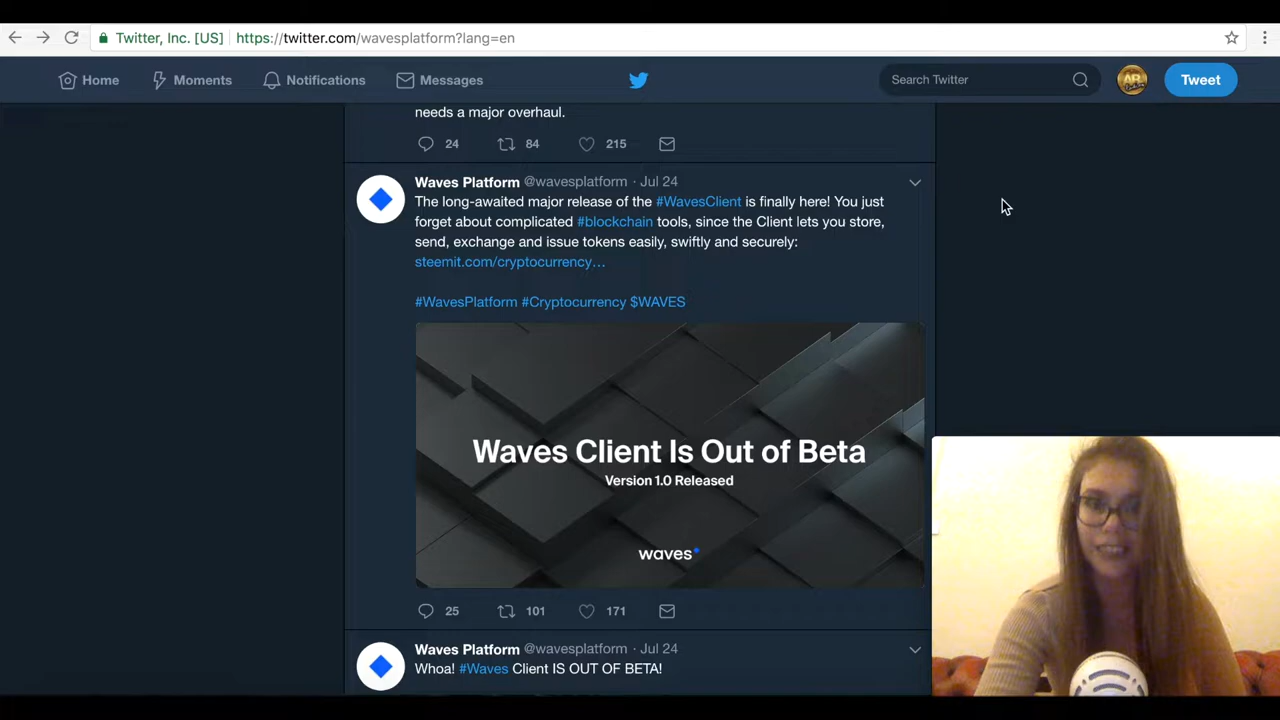 Twitter, Inc. [US] https://twitter.com/wavesplatform?lang=en
Home Moments Notifications Messages Search Twitter Tweet
needs a major overhaul.
24 84 215
Waves Platform @wavesplatform · Jul 24
The long-awaited major release of the #WavesClient is finally here! You just
forget about complicated #blockchain tools, since the Client lets you store,
send, exchange and issue tokens easily, swiftly and securely:
steemit.com/cryptocurrency…
#WavesPlatform #Cryptocurrency $WAVES
Waves Client Is Out of Beta
Version 1.0 Released
waves
25 101 171
Waves Platform @wavesplatform · Jul 24
Whoa! #Waves Client IS OUT OF BETA!